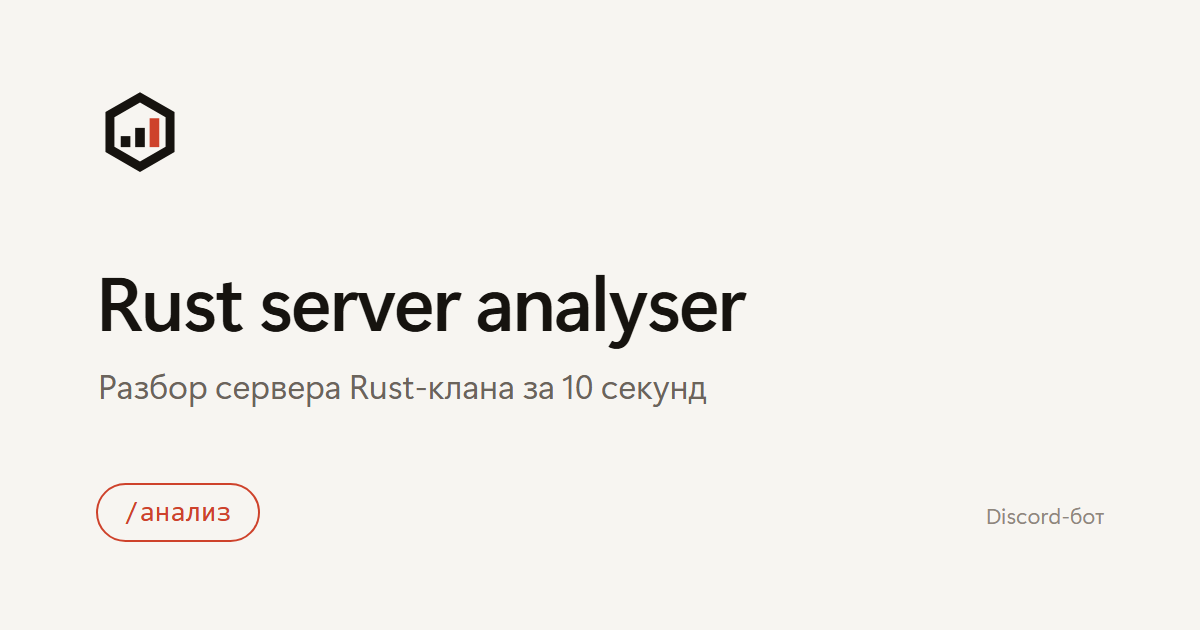 Rust server analyser
Разбор сервера Rust-клана за 10 секунд
/анализ
Discord-бот